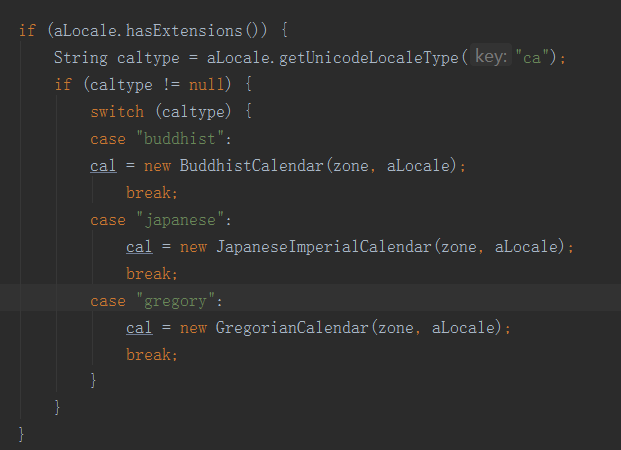 if (aLocale.hasExtensions()) {
    String caltype = aLocale.getUnicodeLocaleType( key: "ca");
    if (caltype != null) {
        switch (caltype) {
        case "buddhist":
        cal = new BuddhistCalendar(zone, aLocale);
            break;
        case "japanese":
            cal = new JapaneseImperialCalendar(zone, aLocale);
            break;
        case "gregory":
            cal = new GregorianCalendar(zone, aLocale);
            break;
        }
    }
}